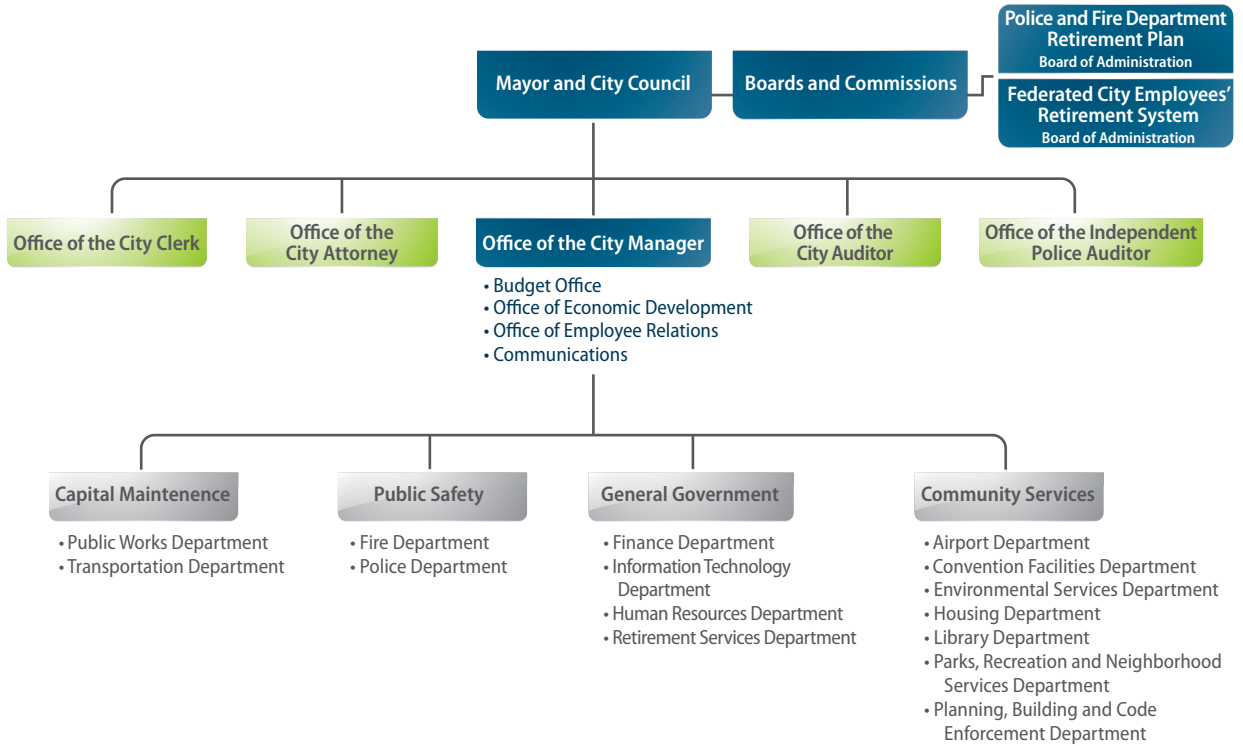 Police and Fire Department
Retirement Plan
Board of Administration
Mayor and City Council
Boards and Commissions
Federated City Employees’
Retirement System
Board of Administration
Office of the City Clerk
Office of the
City Attorney
Office of the City Manager
Office of the
City Auditor
Office of the Independent
Police Auditor
• Budget Office
• Office of Economic Development
• Office of Employee Relations
• Communications
Capital Maintenence
• Public Works Department
• Transportation Department
Public Safety
• Fire Department
• Police Department
General Government
• Finance Department
• Information Technology
Department
• Human Resources Department
• Retirement Services Department
Community Services
• Airport Department
• Convention Facilities Department
• Environmental Services Department
• Housing Department
• Library Department
• Parks, Recreation and Neighborhood
Services Department
• Planning, Building and Code
Enforcement Department